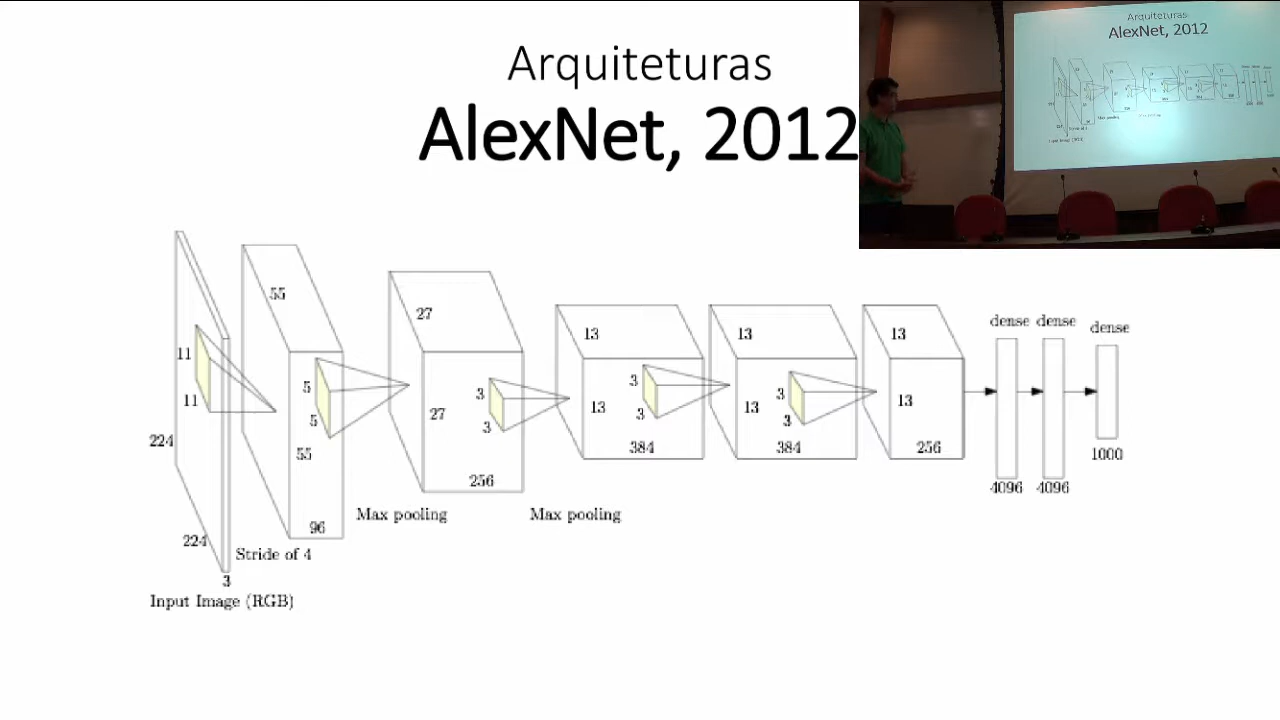 Arquiteturas
AlexNet, 2012
Arquiteturas
AlexNet, 2012
55
11
11
224
224
3
Input Image (RGB)
5
5
55
96
Stride of 4
Max pooling
27
27
256
3
3
Max pooling
13
13
384
3
3
13
13
384
3
3
13
13
256
dense
dense
dense
4096
4096
1000